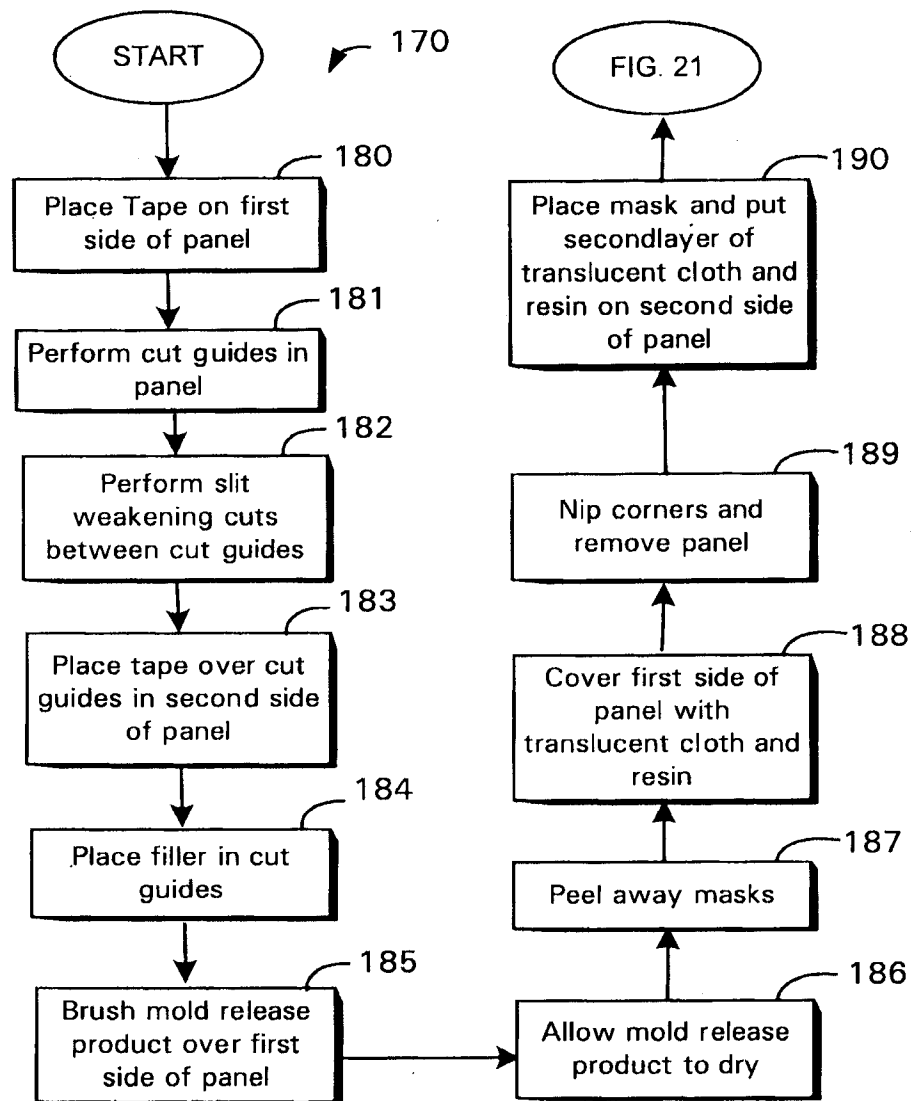 START
170
180
Place Tape on first
side of panel
181
Perform cut guides in
panel
182
Perform slit
weakening cuts
between cut guides
183
Place tape over cut
guides in second side
of panel
184
Place filler in cut
guides
185
Brush mold release
product over first
side of panel
186
Allow mold release
product to dry
187
Peel away masks
188
Cover first side of
panel with
translucent cloth and
resin
189
Nip corners and
remove panel
190
Place mask and put
secondlayer of
translucent cloth and
resin on second side
of panel
FIG. 21